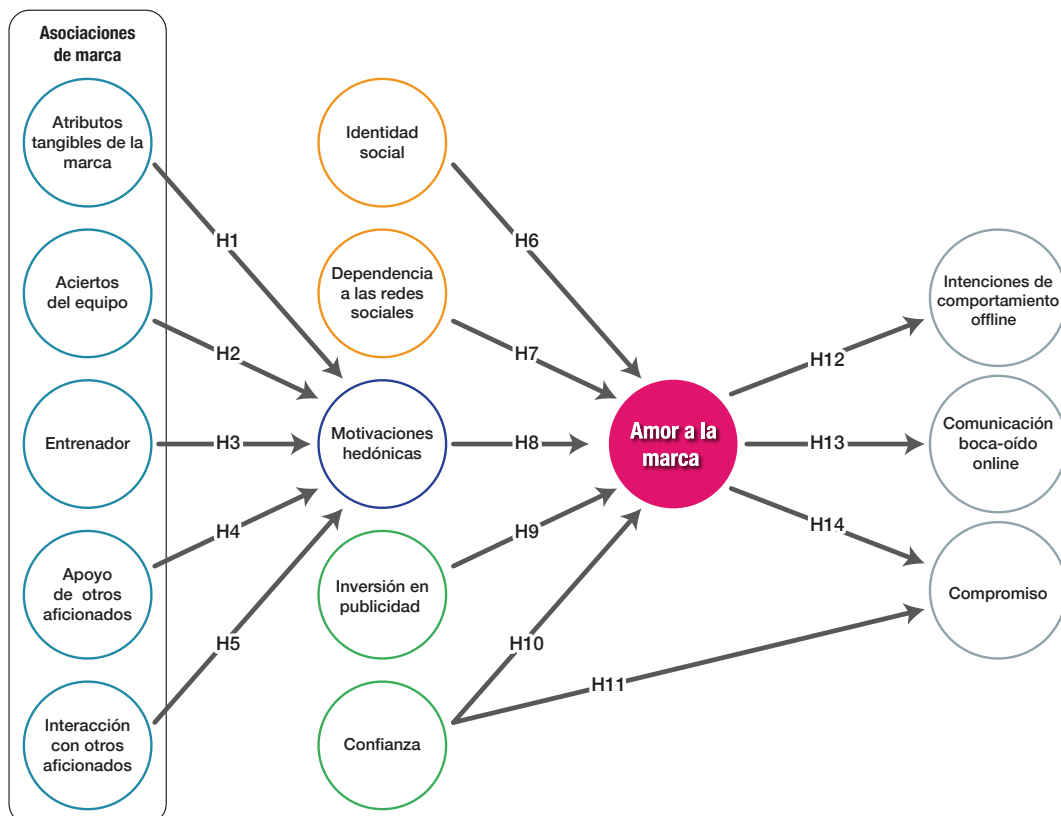 Asociaciones
de marca
Atributos
tangibles de la
marca
Aciertos
del equipo
Entrenador
Apoyo
de otros
aficionados
Interacción
con otros
aficionados
H1
H2
H3
H4
H5
Identidad
social
Dependencia
a las redes
sociales
Motivaciones
hedónicas
Inversión en
publicidad
Confianza
H6
H7
H8
H9
H10
H11
Amor a la
marca
H12
H13
H14
Intenciones de
comportamiento
offline
Comunicación
boca-oído
online
Compromiso